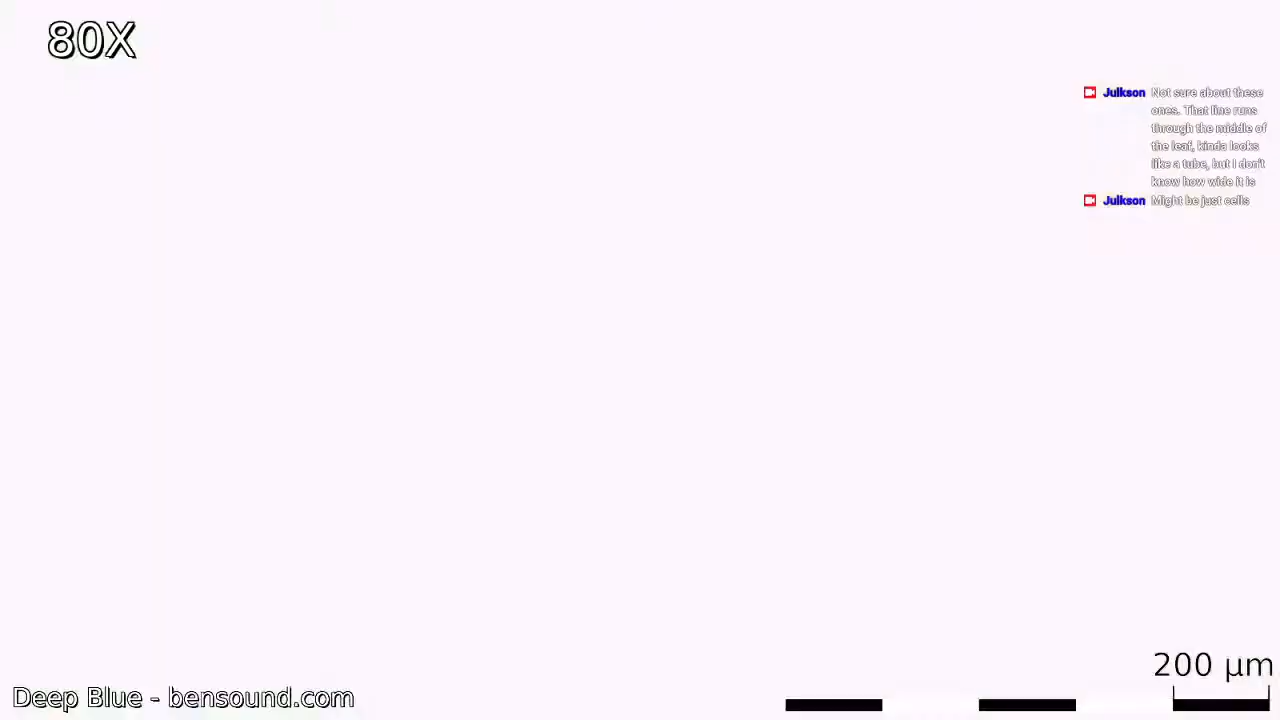 80X
Julkson Not sure about these
ones. That line runs
through the middle of
the leaf, kinda looks
like a tube, but I don't
know how wide it is
Julkson Might be just cells
200 µm
Deep Blue - bensound.com